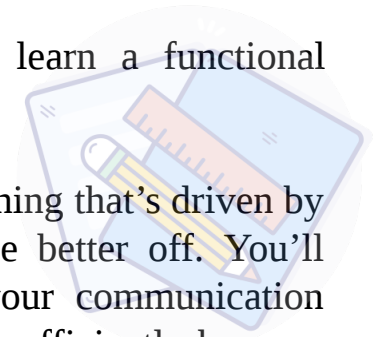 learn a functional
ning that’s driven by
e better off. You’ll
our communication